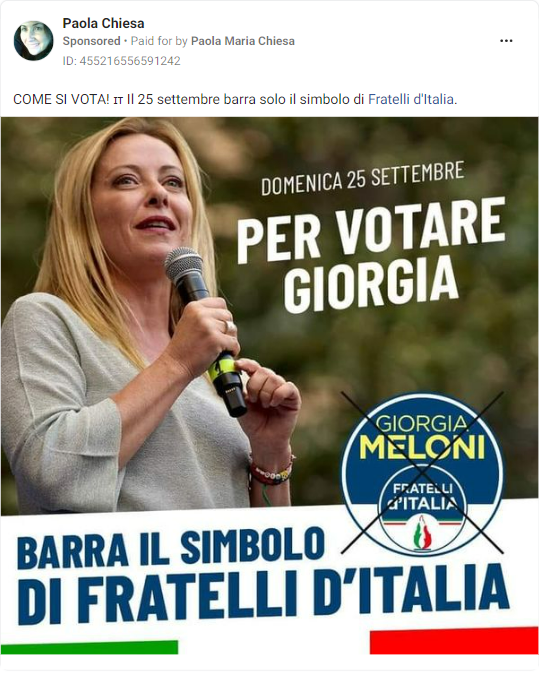 Paola Chiesa
Sponsored • Paid for by Paola Maria Chiesa
ID: 455216556591242
COME SI VOTA! ɪᴛ Il 25 settembre barra solo il simbolo di Fratelli d'Italia.
DOMENICA 25 SETTEMBRE
PER VOTARE
GIORGIA
GIORGIA
MELONI
FRATELLI
d'ITALIA
BARRA IL SIMBOLO
DI FRATELLI D'ITALIA